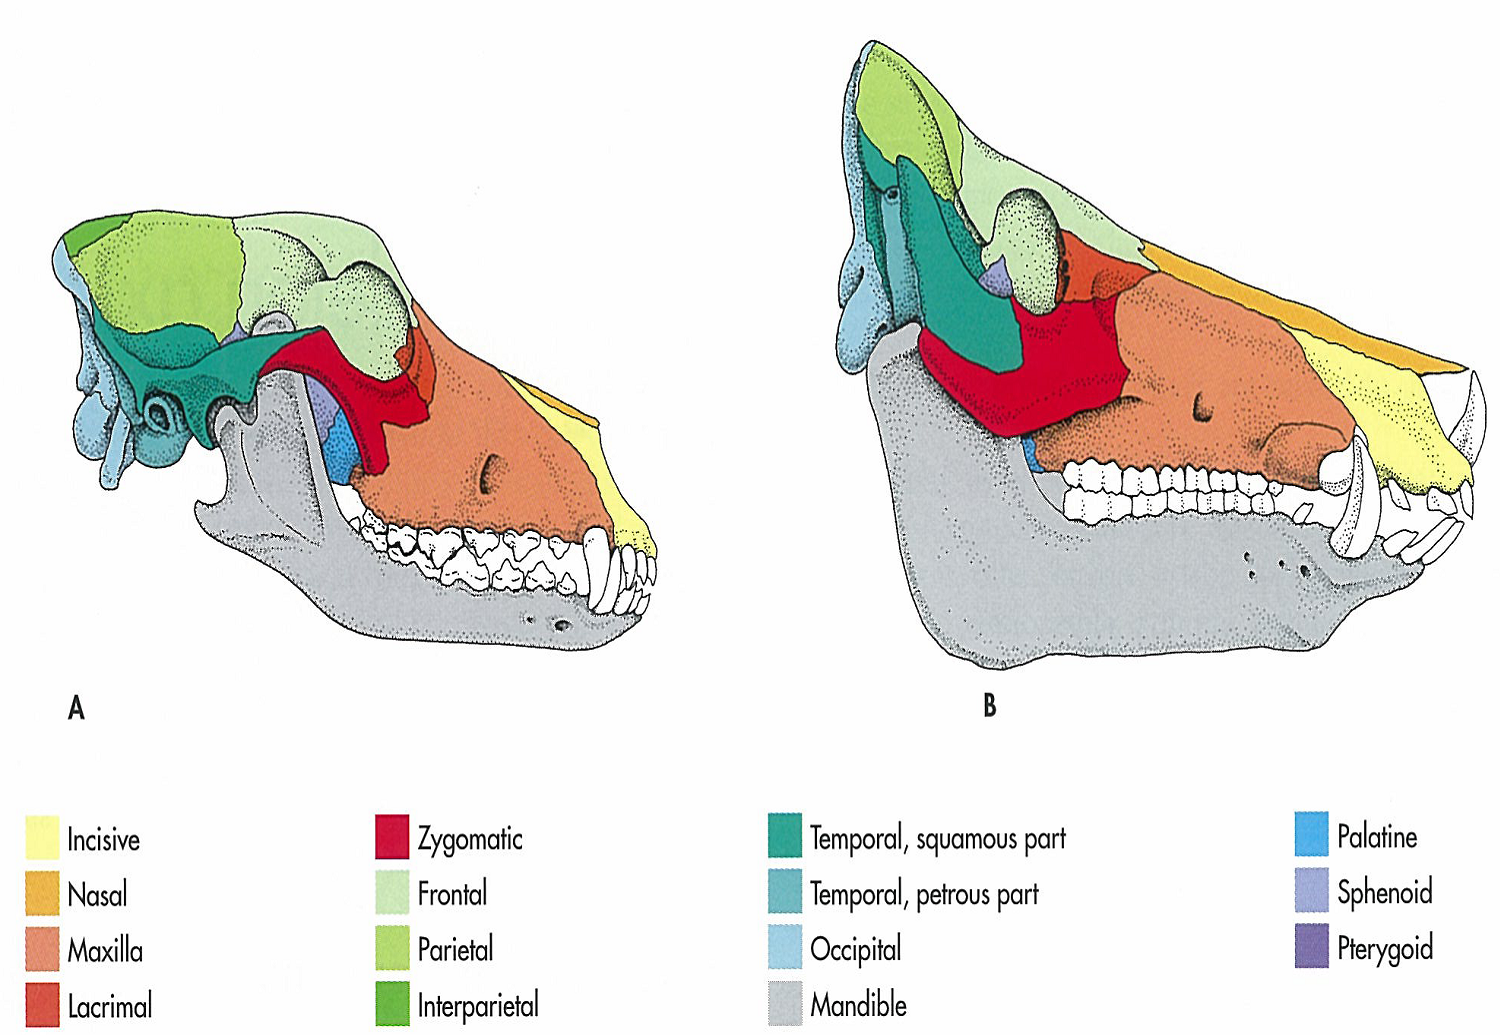 A
B
Incisive
Nasal
Maxilla
Lacrimal
Zygomatic
Frontal
Parietal
Interparietal
Temporal, squamous part
Temporal, petrous part
Occipital
Mandible
Palatine
Sphenoid
Pterygoid